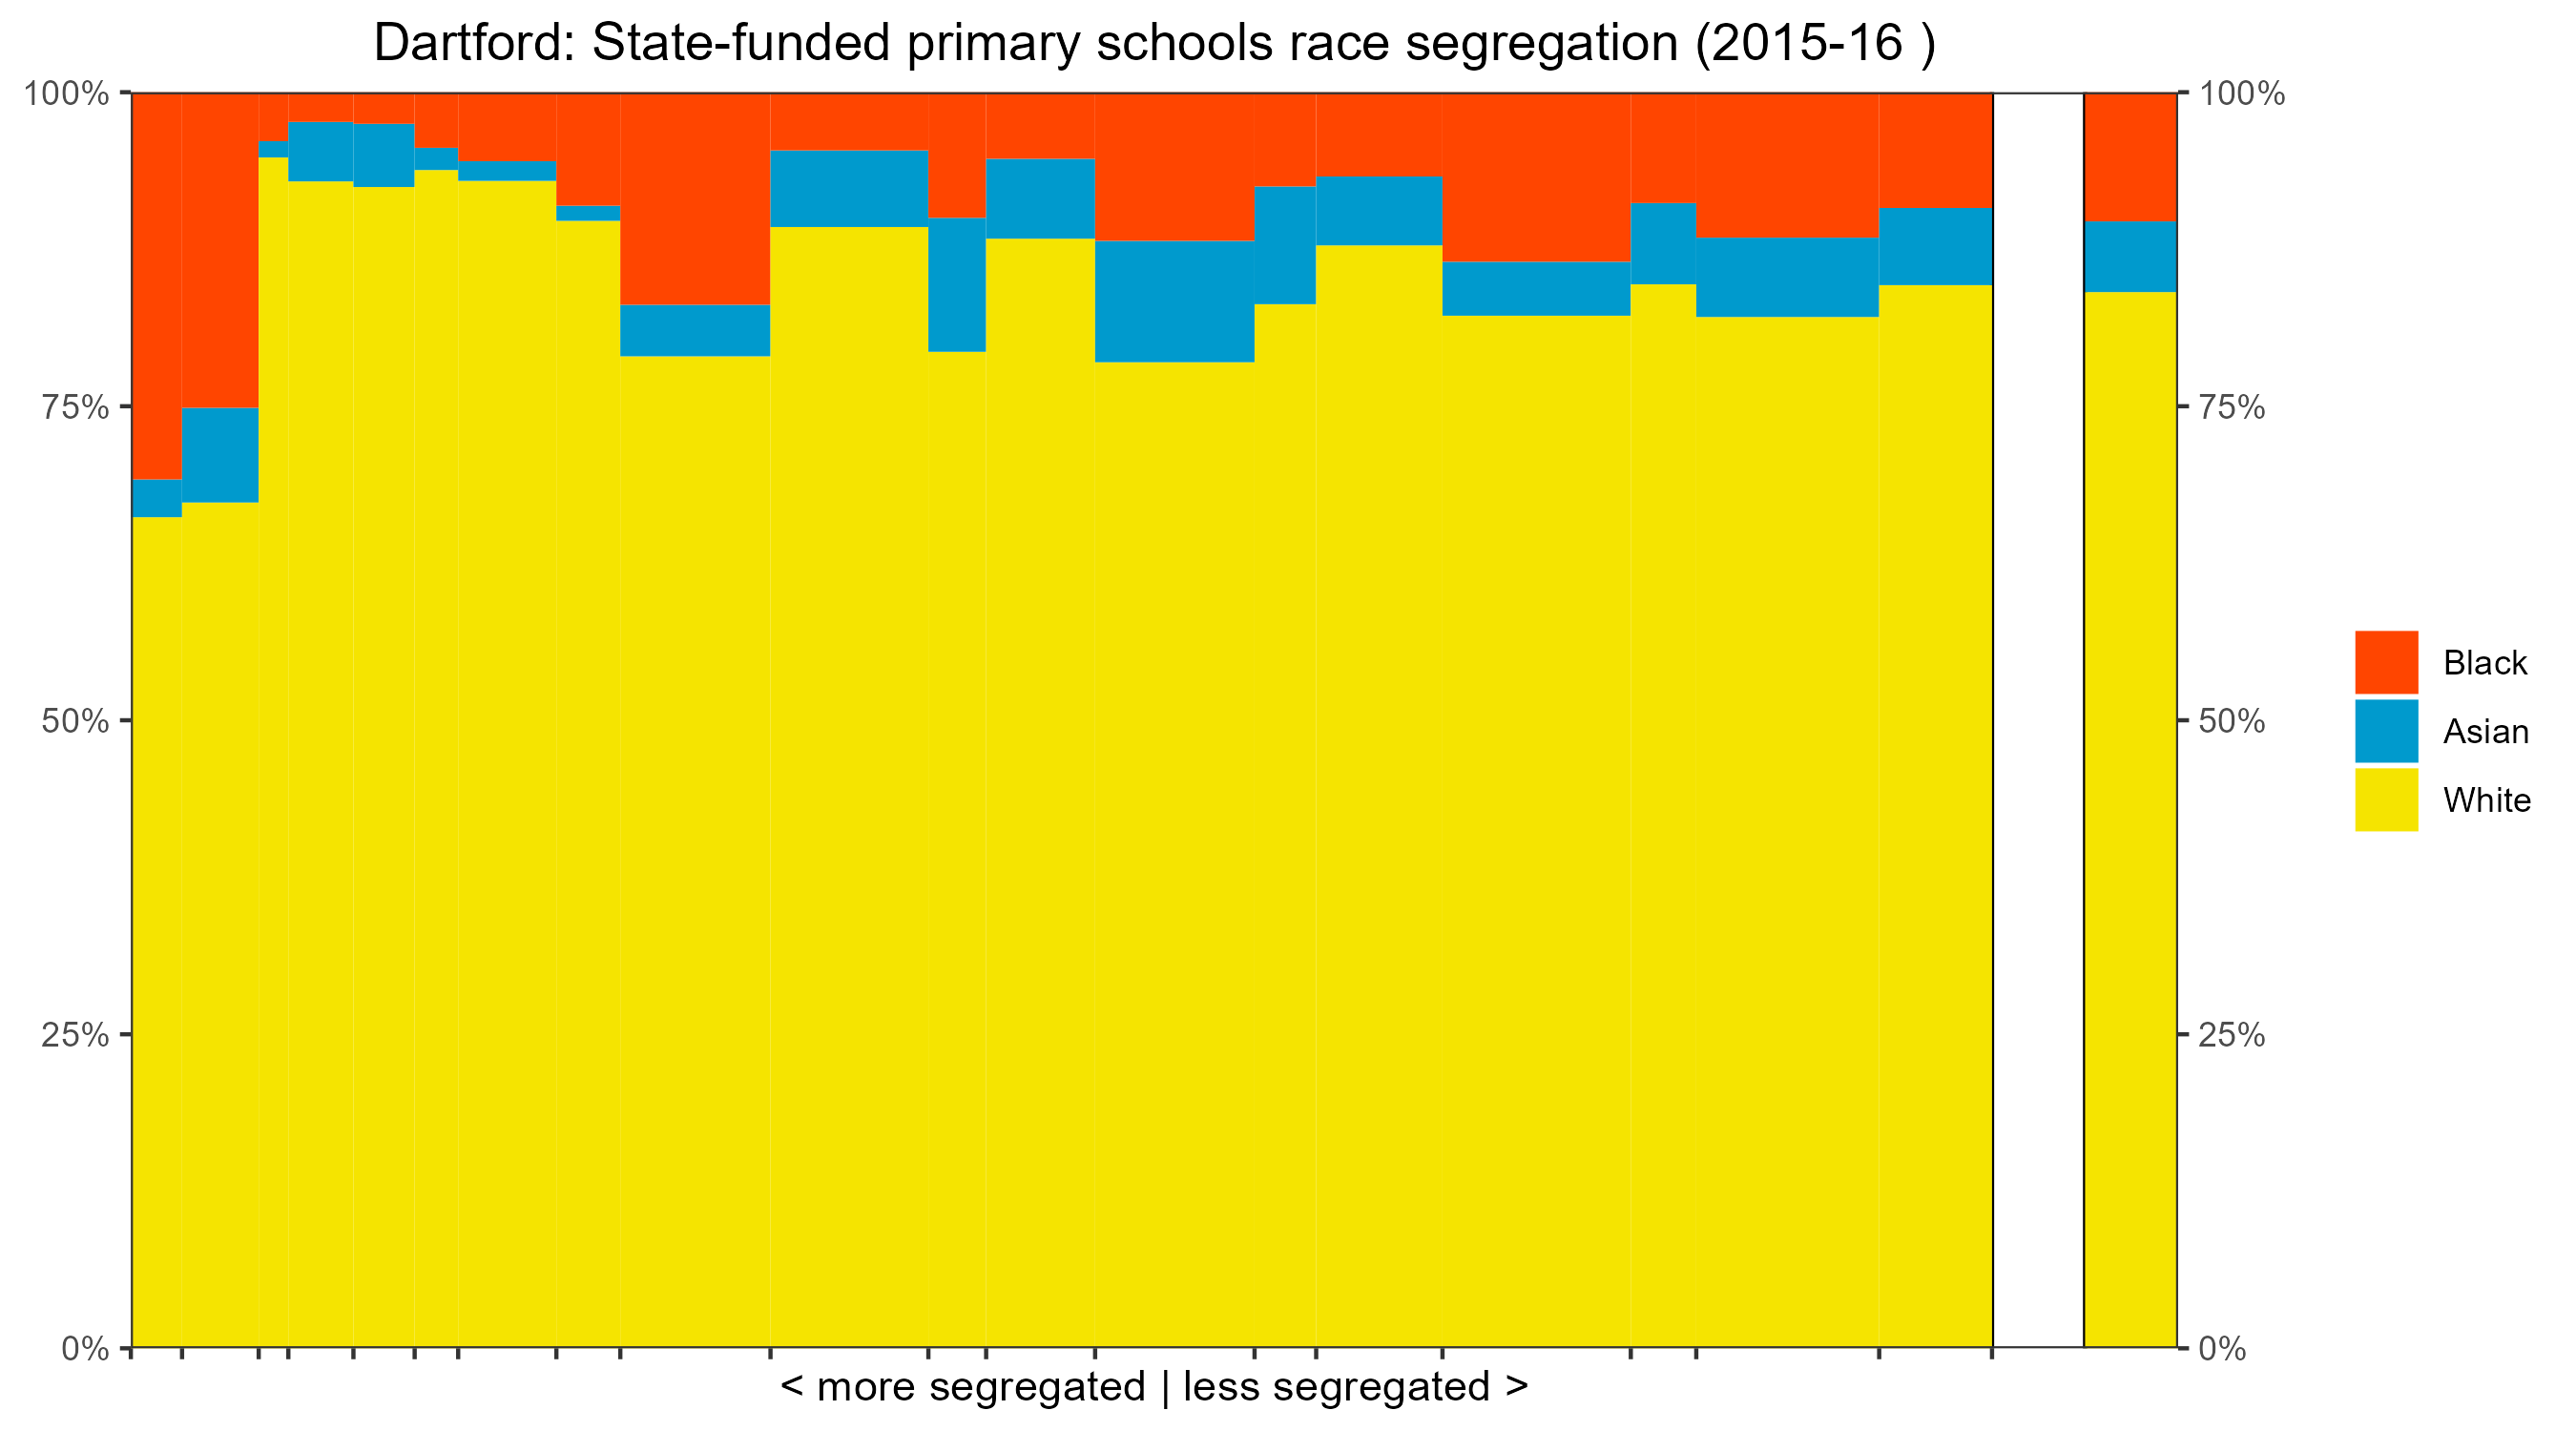 Dartford: State-funded primary schools race segregation (2015-16 )
100%
75%
50%
25%
0%
100%
75%
50%
25%
0%
Black
Asian
White
< more segregated | less segregated >